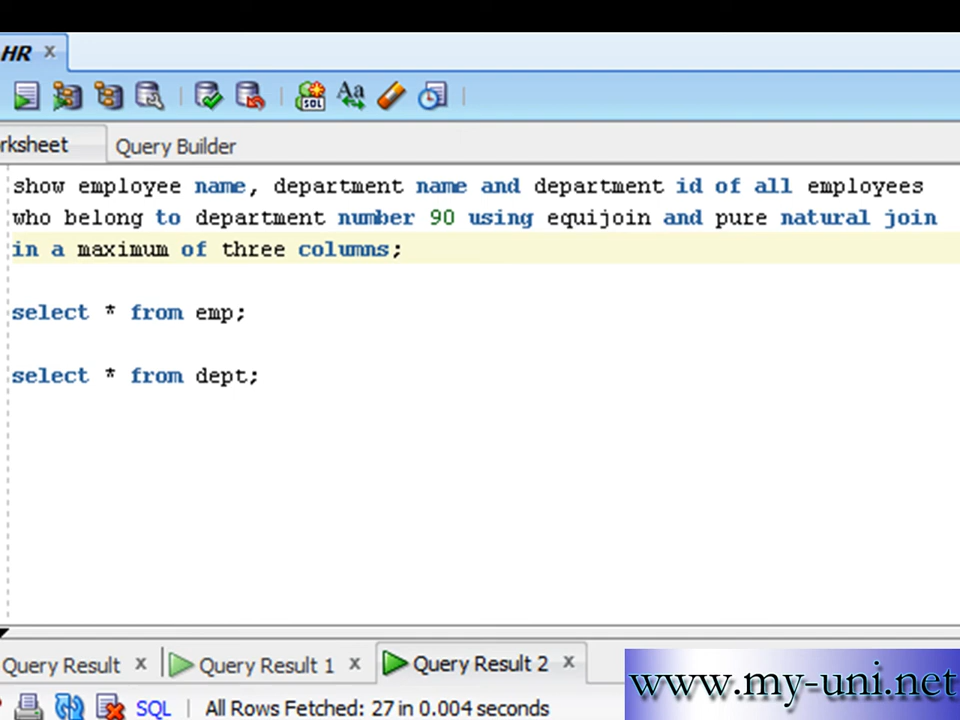 HR x
SQL Aa
rksheet Query Builder
show employee name, department name and department id of all employees
who belong to department number 90 using equijoin and pure natural join
in a maximum of three columns;
select * from emp;
select * from dept;
Query Result x Query Result 1 x Query Result 2 x
SQL All Rows Fetched: 27 in 0.004 seconds
www.my-uni.net